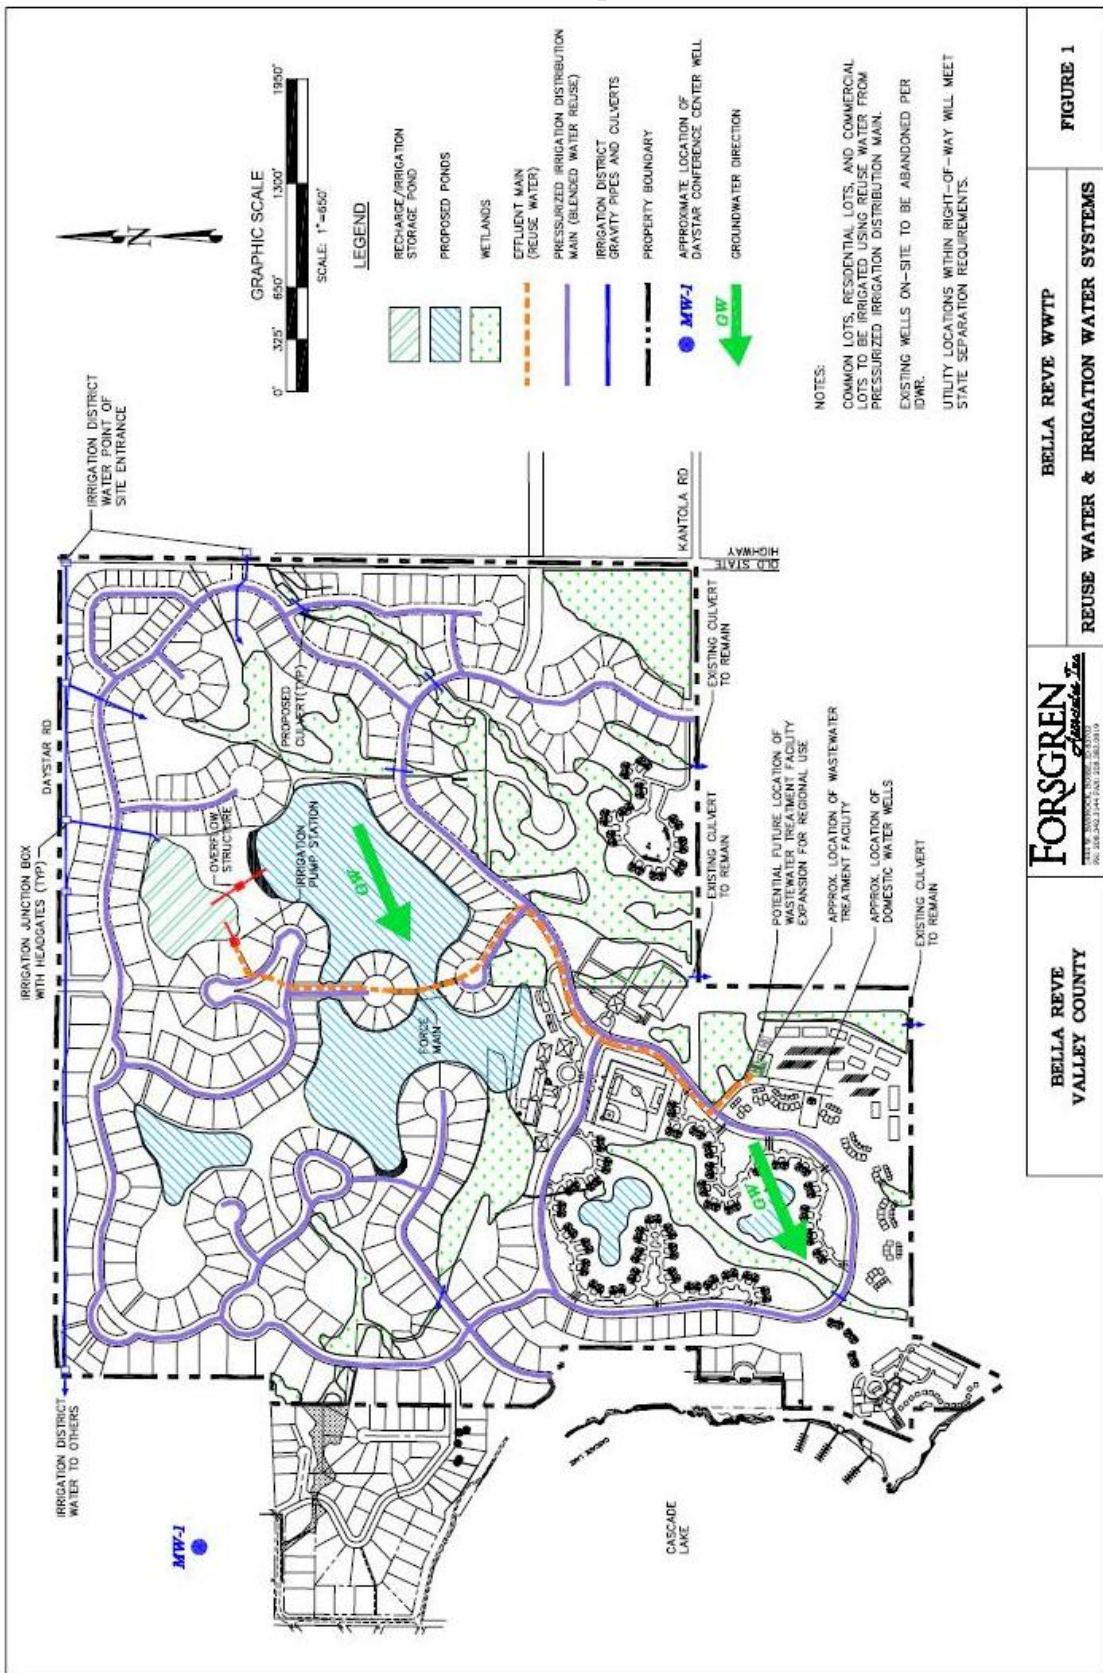 IRRIGATION DISTRICT
WATER TO OTHERS
MW-1
IRRIGATION JUNCTION BOX
WITH HEADGATES (TYP)
DAYSTAR RD
IRRIGATION DISTRICT
WATER POINT OF
SITE ENTRANCE
OVERFLOW
STRUCTURE
PROPOSED
CULVERT(TYP)
IRRIGATION
PUMP STATION
GW
FORCE
MAIN
KANTOLA RD
OLD STATE
HIGHWAY
EXISTING CULVERT
TO REMAIN
EXISTING CULVERT
TO REMAIN
POTENTIAL FUTURE LOCATION OF
WASTEWATER TREATMENT FACILITY
EXPANSION FOR REGIONAL USE
APPROX. LOCATION OF WASTEWATER
TREATMENT FACILITY
APPROX. LOCATION OF
DOMESTIC WATER WELLS
EXISTING CULVERT
TO REMAIN
GW
CASCADE LAKE
CASCADE
LAKE
N
GRAPHIC SCALE
0' 325' 650' 1300' 1950'
SCALE: 1"=650'
LEGEND
RECHARGE/IRRIGATION
STORAGE POND
PROPOSED PONDS
WETLANDS
EFFLUENT MAIN
(REUSE WATER)
PRESSURIZED IRRIGATION DISTRIBUTION
MAIN (BLENDED WATER REUSE)
IRRIGATION DISTRICT
GRAVITY PIPES AND CULVERTS
PROPERTY BOUNDARY
MW-1
APPROXIMATE LOCATION OF
DAYSTAR CONFERENCE CENTER WELL
GW
GROUNDWATER DIRECTION
NOTES:
COMMON LOTS, RESIDENTIAL LOTS, AND COMMERCIAL
LOTS TO BE IRRIGATED USING REUSE WATER FROM
PRESSURIZED IRRIGATION DISTRIBUTION MAIN.
EXISTING WELLS ON-SITE TO BE ABANDONED PER
IDWR.
UTILITY LOCATIONS WITHIN RIGHT-OF-WAY WILL MEET
STATE SEPARATION REQUIREMENTS.
BELLA REVE
VALLEY COUNTY
FORSGREN
Associates Inc
BELLA REVE WWTP
REUSE WATER & IRRIGATION WATER SYSTEMS
FIGURE 1